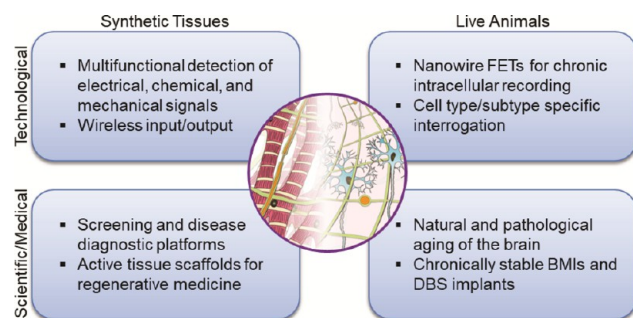 Synthetic Tissues
Live Animals
Technological
▪ Multifunctional detection of
electrical, chemical, and
mechanical signals
▪ Wireless input/output
▪ Nanowire FETs for chronic
intracellular recording
▪ Cell type/subtype specific
interrogation
Scientific/Medical
▪ Screening and disease
diagnostic platforms
▪ Active tissue scaffolds for
regenerative medicine
▪ Natural and pathological
aging of the brain
▪ Chronically stable BMIs and
DBS implants